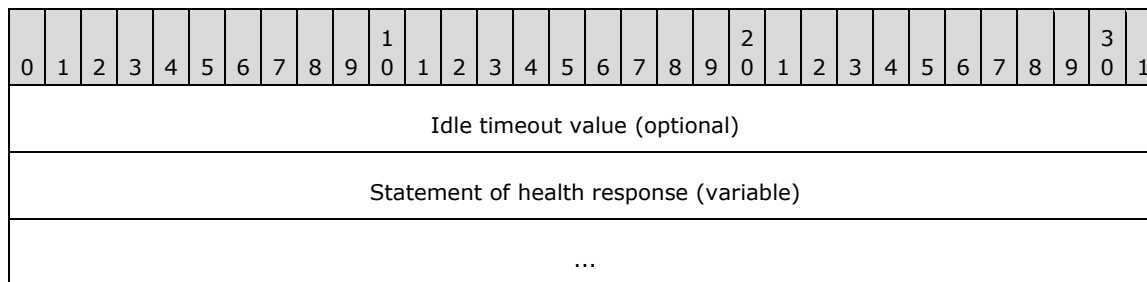 1 2 3
0 1 2 3 4 5 6 7 8 9 0 1 2 3 4 5 6 7 8 9 0 1 2 3 4 5 6 7 8 9 0 1
Idle timeout value (optional)
Statement of health response (variable)
...